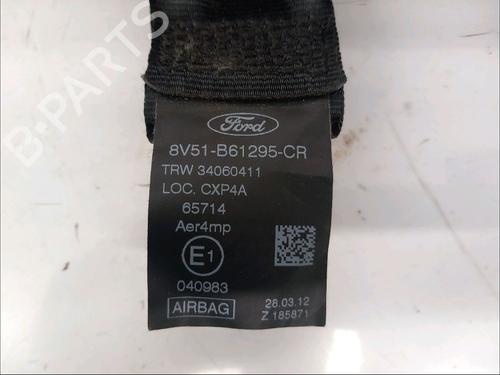 Ford
8V51-B61295-CR
TRW 34060411
LOC. CXP4A
65714
Aer4mp
E1
040983
AIRBAG
28.03.12
Z 185871
B-Parts